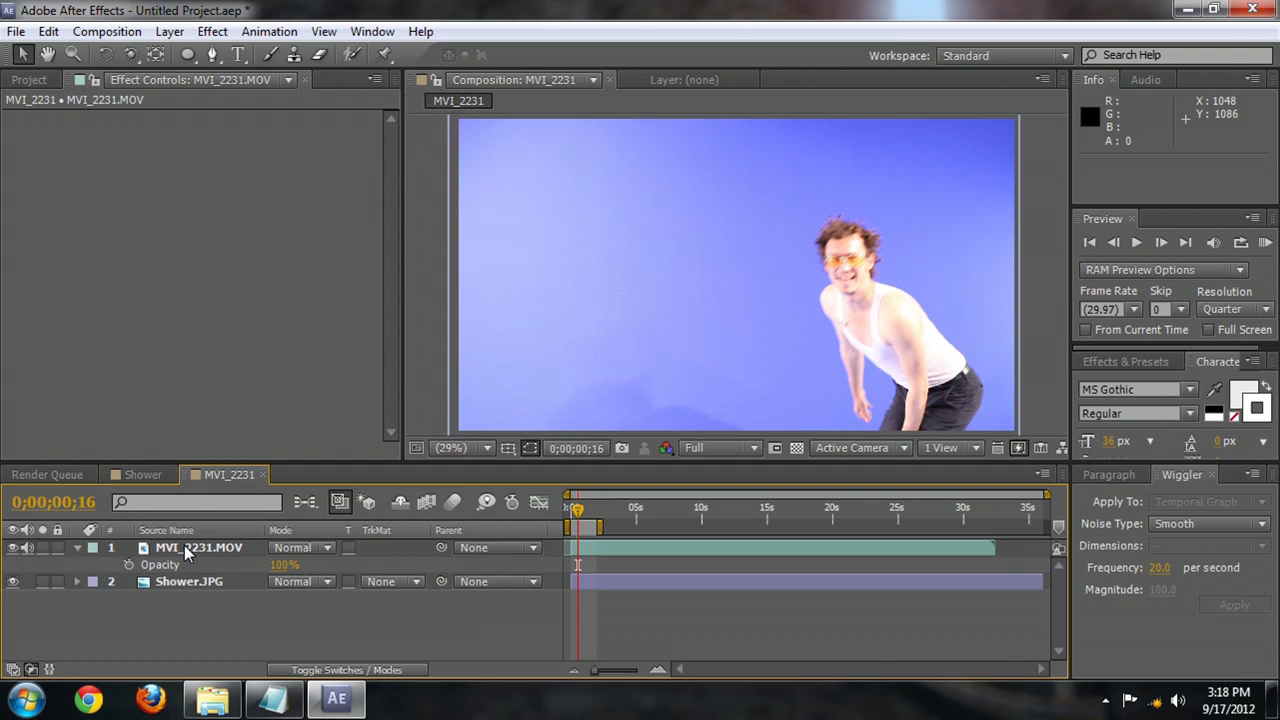 Adobe After Effects - Untitled Project.aep *
File Edit Composition Layer Effect Animation View Window Help
Workspace: Standard Search Help
Project Effect Controls: MVI_2231.MOV Composition: MVI_2231 Layer: (none) Info Audio
MVI_2231 • MVI_2231.MOV
MVI_2231
R: X: 1048
G: Y: 1086
B:
A: 0
Preview
RAM Preview Options
Frame Rate Skip Resolution
(29.97) 0 Quarter
From Current Time Full Screen
Effects & Presets Characte
MS Gothic
Regular
36 px 0 px
(29%) 0;00;00;16 Full Active Camera 1 View
Render Queue Shower MVI_2231 Paragraph Wiggler
0;00;00;16
05s 10s 15s 20s 25s 30s 35s
# Source Name Mode T TrkMat Parent
1 MVI_2231.MOV Normal None
Opacity 100%
2 Shower.JPG Normal None None
Apply To: Temporal Graph
Noise Type: Smooth
Dimensions: -
Frequency: 20.0 per second
Magnitude: 100.0
Apply
Toggle Switches / Modes
Ae
3:18 PM
9/17/2012